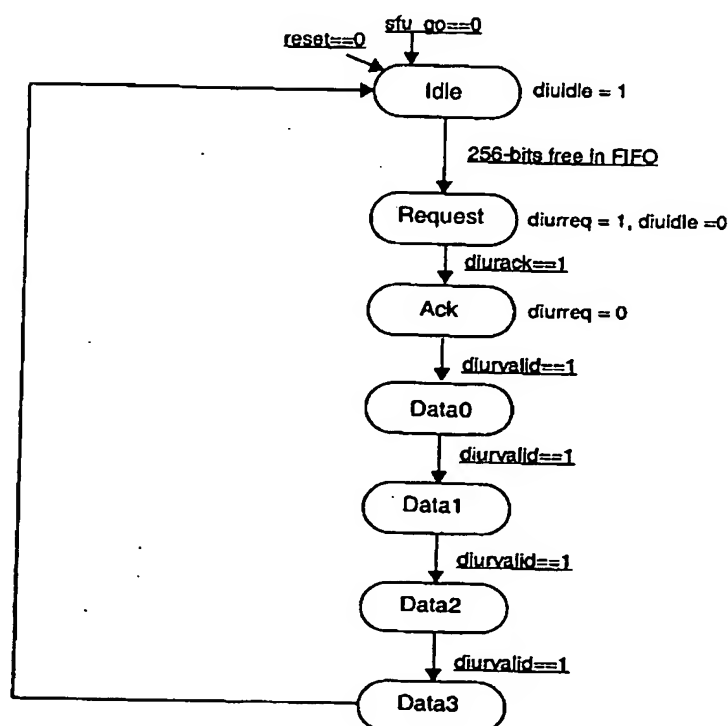 sfu_go==0
reset==0
Idle
diuidle = 1
256-bits free in FIFO
Request
diurreq = 1, diuidle =0
diurack==1
Ack
diurreq = 0
diurvalid==1
Data0
diurvalid==1
Data1
diurvalid==1
Data2
diurvalid==1
Data3